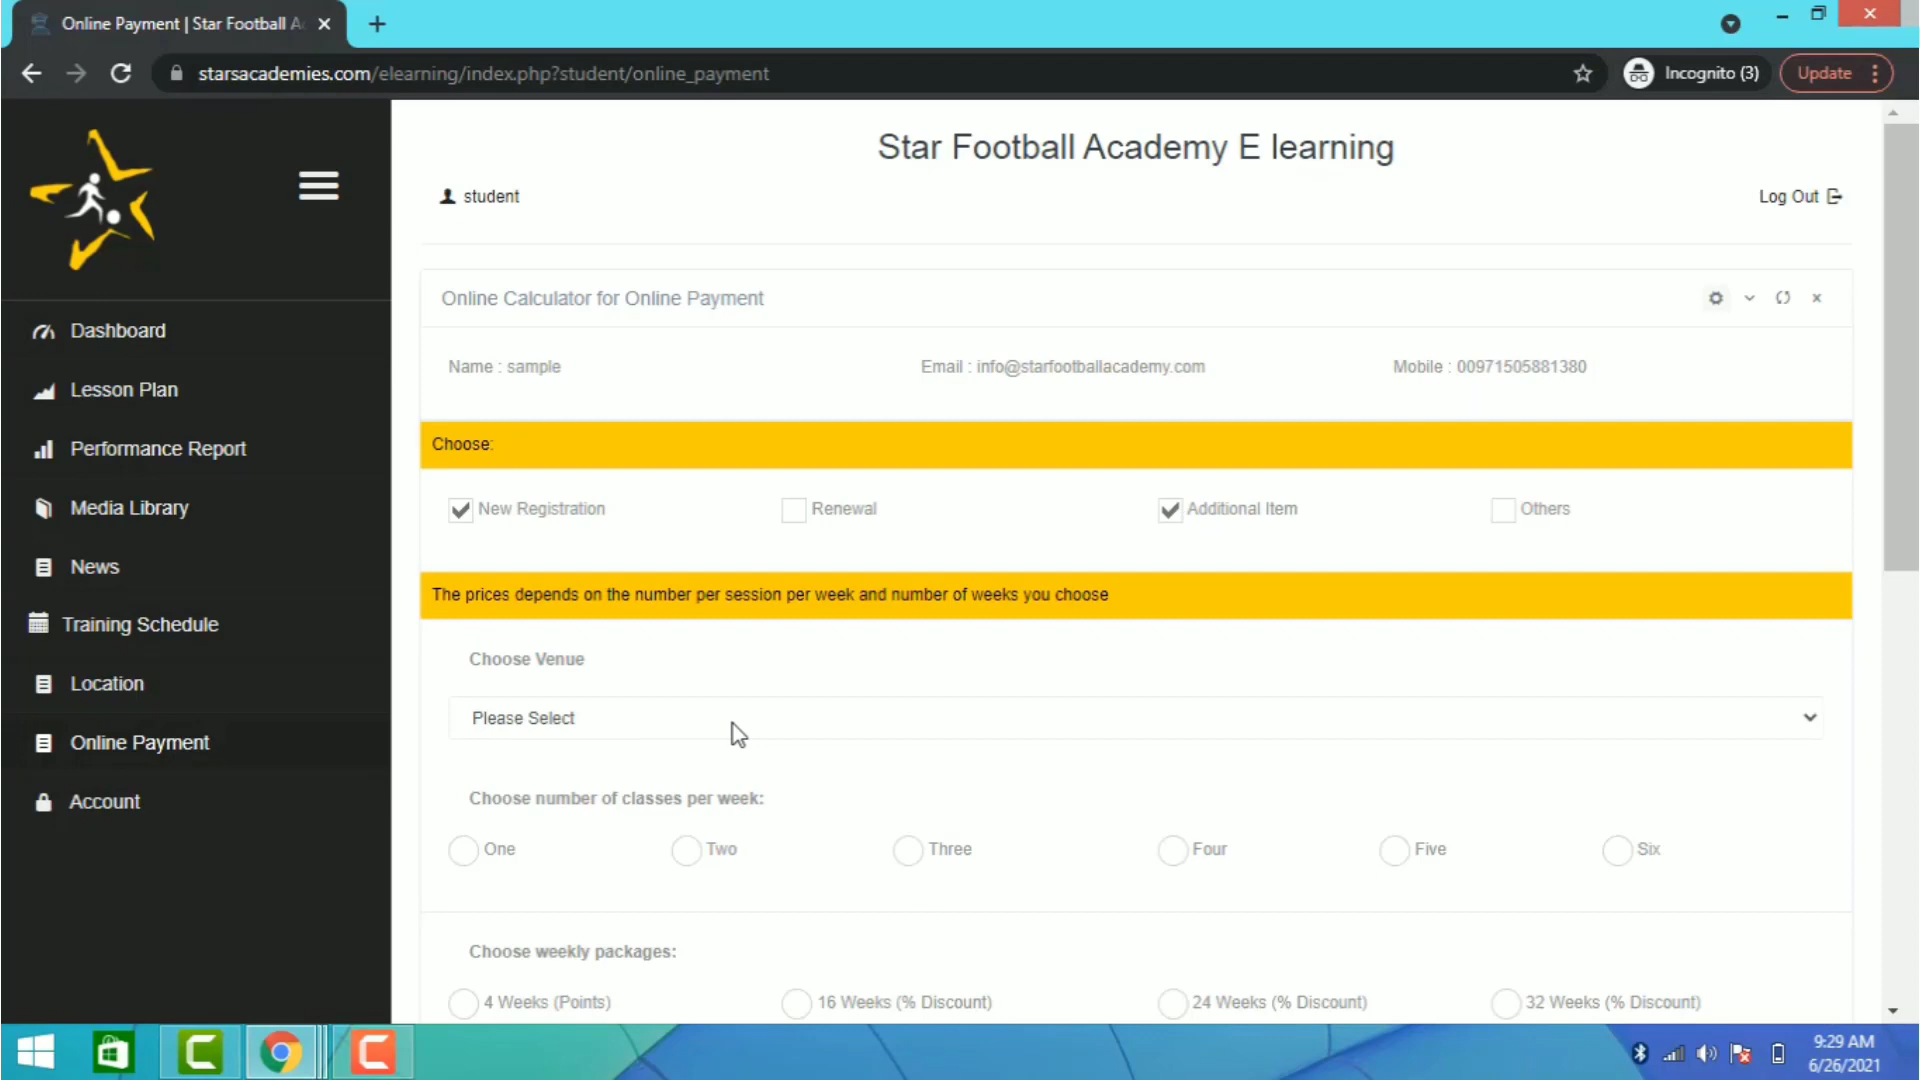 Online Payment | Star Football A
starsacademies.com/elearning/index.php?student/online_payment
Incognito (3)
Update
Star Football Academy E learning
student
Log Out
Dashboard
Lesson Plan
Performance Report
Media Library
News
Training Schedule
Location
Online Payment
Account
Online Calculator for Online Payment
Name : sample
Email : info@starfootballacademy.com
Mobile : 00971505881380
Choose:
New Registration
Renewal
Additional Item
Others
The prices depends on the number per session per week and number of weeks you choose
Choose Venue
Please Select
Choose number of classes per week:
One
Two
Three
Four
Five
Six
Choose weekly packages:
4 Weeks (Points)
16 Weeks (% Discount)
24 Weeks (% Discount)
32 Weeks (% Discount)
9:29 AM
6/26/2021